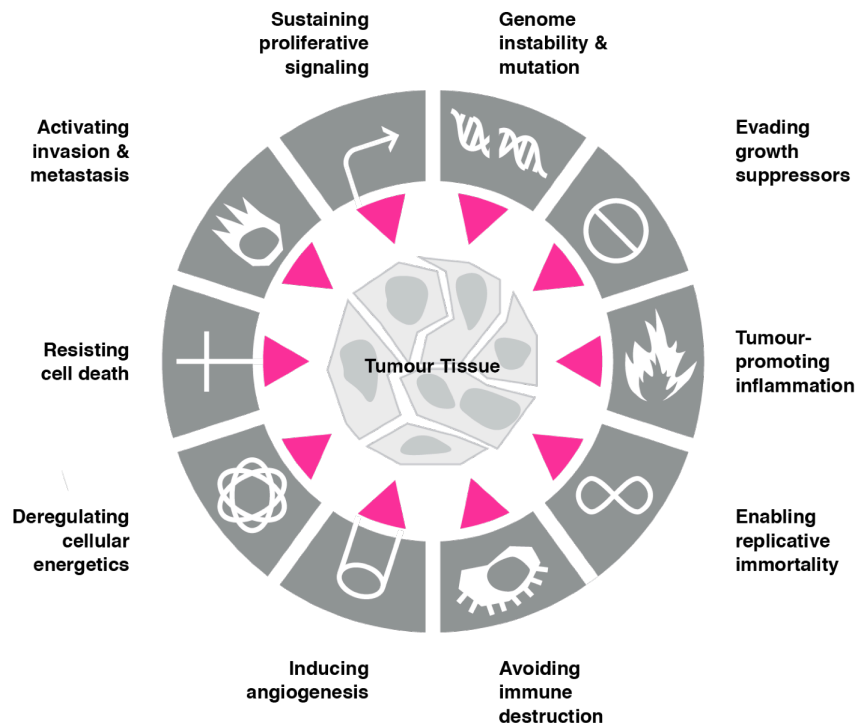 Sustaining
proliferative
signaling
Genome
instability &
mutation
Activating
invasion &
metastasis
Evading
growth
suppressors
Resisting
cell death
Tumour Tissue
Tumour-
promoting
inflammation
Deregulating
cellular
energetics
Enabling
replicative
immortality
Inducing
angiogenesis
Avoiding
immune
destruction